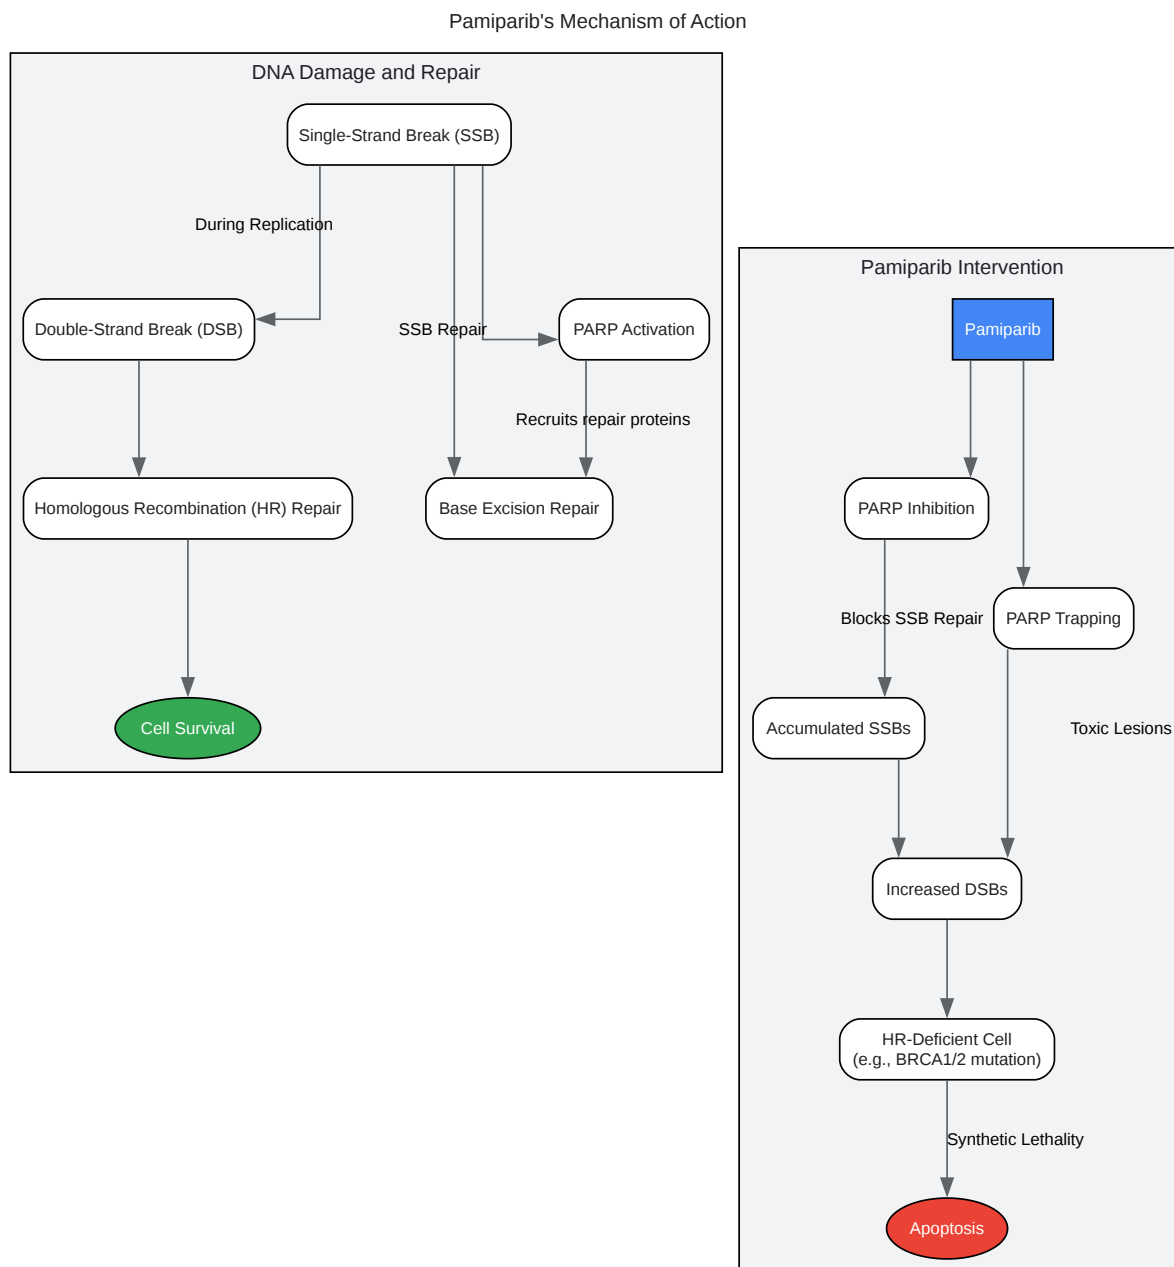 Pamiparib's Mechanism of Action
DNA Damage and Repair
Single-Strand Break (SSB)
During Replication
Double-Strand Break (DSB)
SSB Repair
PARP Activation
Recruits repair proteins
Homologous Recombination (HR) Repair
Base Excision Repair
Cell Survival
Pamiparib Intervention
Pamiparib
PARP Inhibition
Blocks SSB Repair
PARP Trapping
Accumulated SSBs
Toxic Lesions
Increased DSBs
HR-Deficient Cell
(e.g., BRCA1/2 mutation)
Synthetic Lethality
Apoptosis